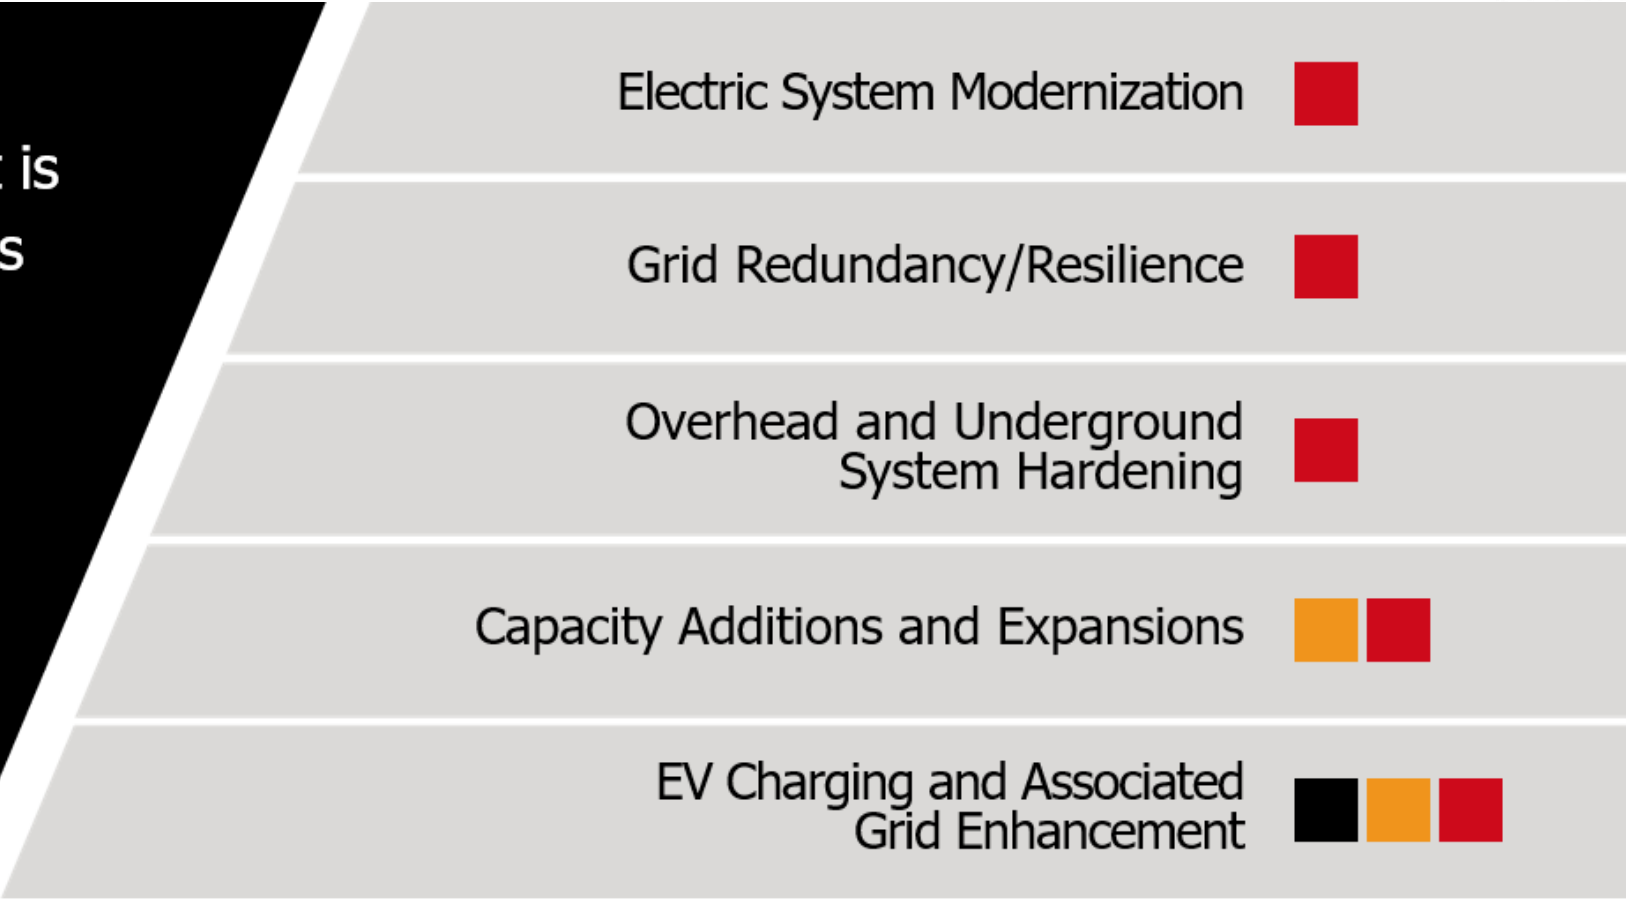 is
s
Electric System Modernization
Grid Redundancy/Resilience
Overhead and Underground
System Hardening
Capacity Additions and Expansions
EV Charging and Associated
Grid Enhancement